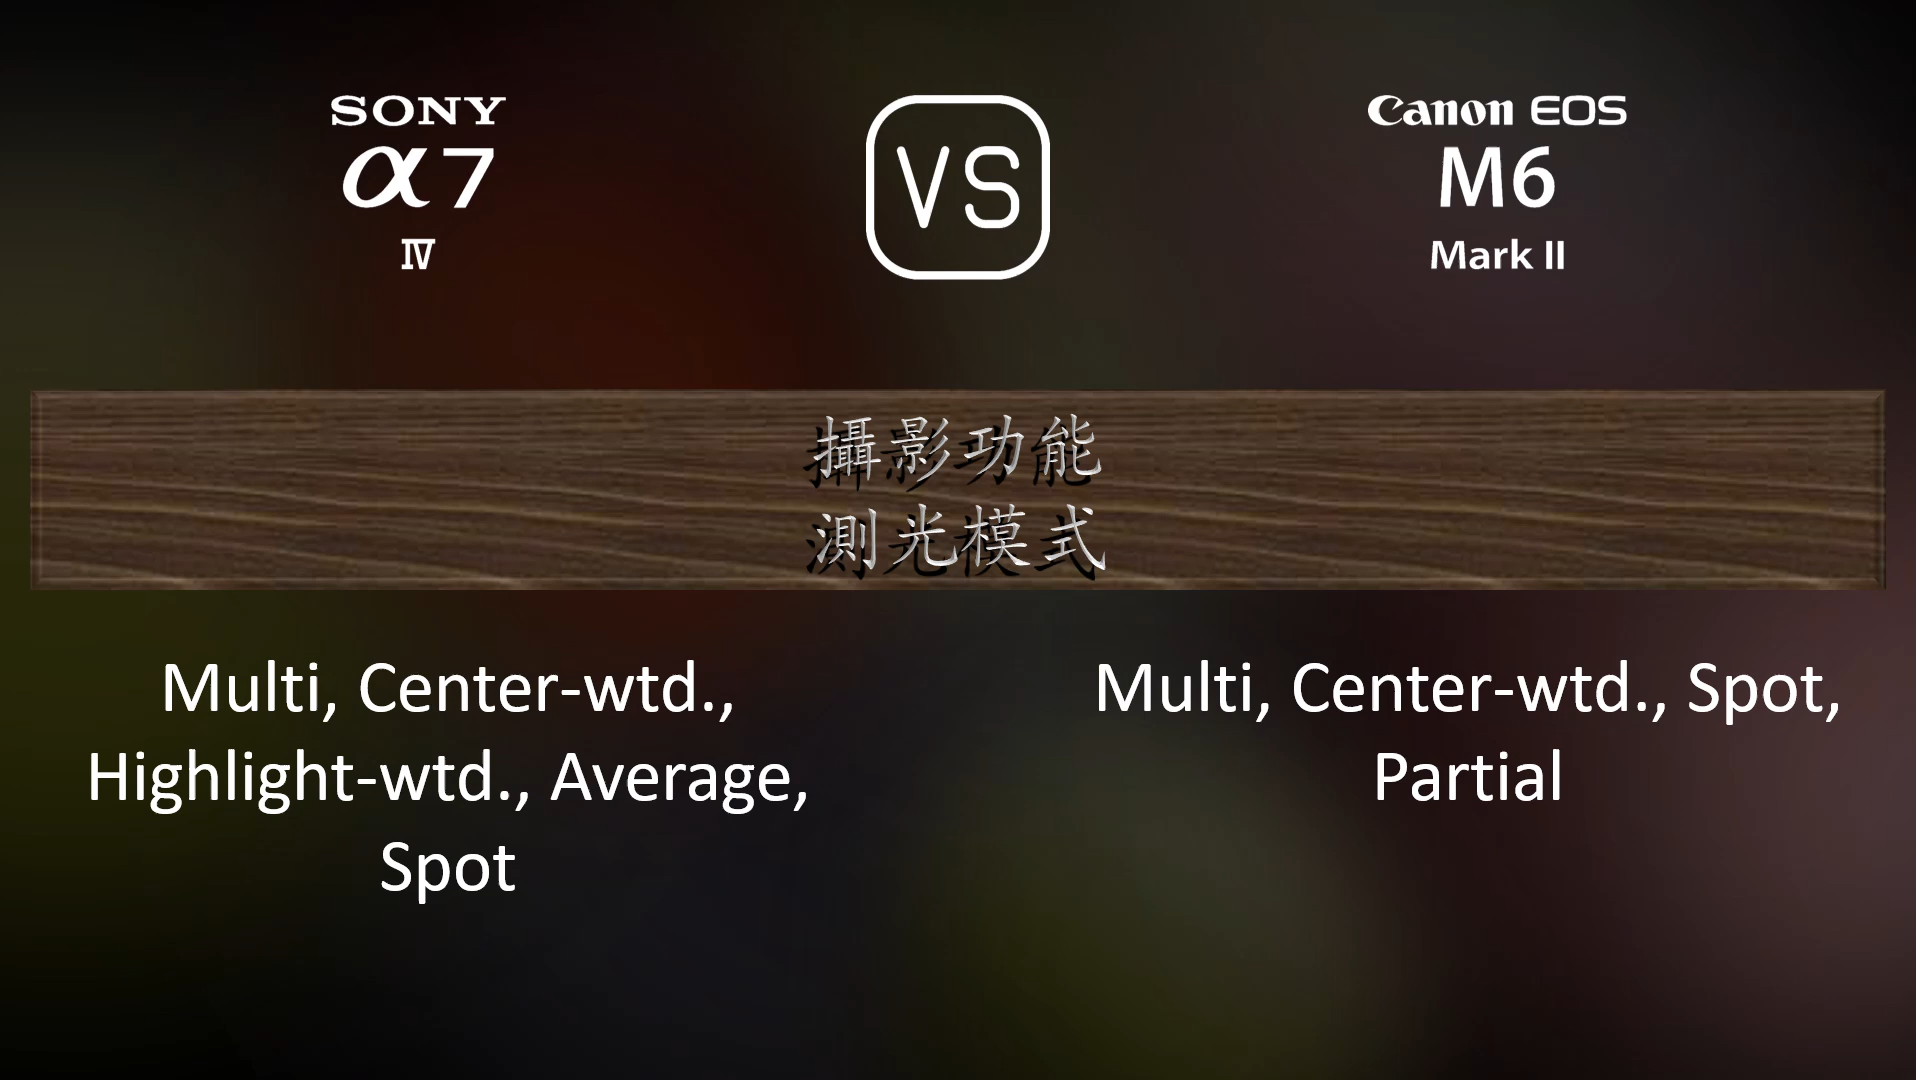 SONY
α7
IV
VS
Canon EOS
M6
Mark II
攝影功能
測光模式
Multi, Center-wtd.,
Highlight-wtd., Average,
Spot
Multi, Center-wtd., Spot,
Partial